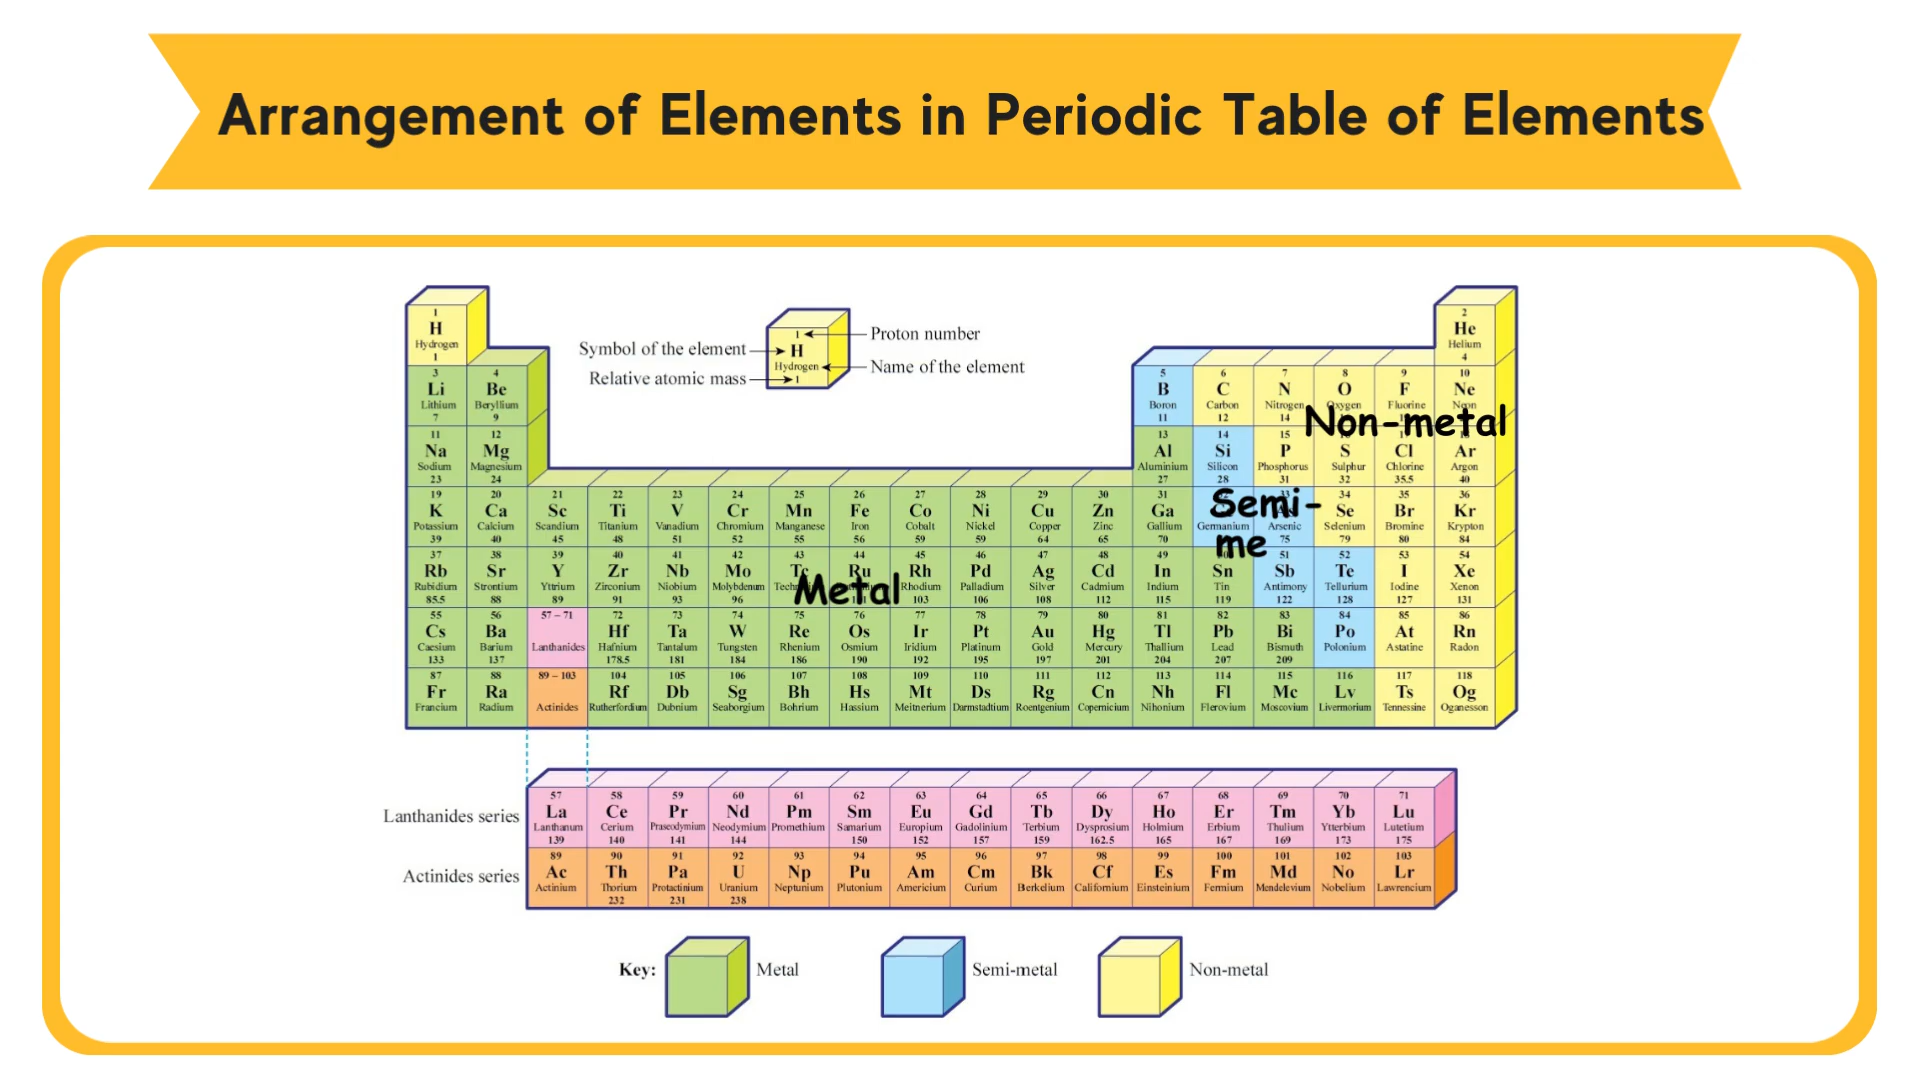 Arrangement of Elements in Periodic Table of Elements
1 H Hydrogen 1
2 He Helium 4
Symbol of the element
Relative atomic mass
1 H Hydrogen 1
Proton number
Name of the element
3 Li Lithium 7
4 Be Beryllium 9
5 B Boron 11
6 C Carbon 12
7 N Nitrogen 14
8 O Oxygen
9 F Fluorine
10 Ne Neon
Non-metal
11 Na Sodium 23
12 Mg Magnesium 24
13 Al Aluminium 27
14 Si Silicon 28
15 P Phosphorus 31
S Sulphur 32
Cl Chlorine 35.5
Ar Argon 40
19 K Potassium 39
20 Ca Calcium 40
21 Sc Scandium 45
22 Ti Titanium 48
23 V Vanadium 51
24 Cr Chromium 52
25 Mn Manganese 55
26 Fe Iron 56
27 Co Cobalt 59
28 Ni Nickel 59
29 Cu Copper 64
30 Zn Zinc 65
31 Ga Gallium 70
Germanium
Arsenic 75
34 Se Selenium 79
35 Br Bromine 80
36 Kr Krypton 84
Semi-
me
37 Rb Rubidium 85.5
38 Sr Strontium 88
39 Y Yttrium 89
40 Zr Zirconium 91
41 Nb Niobium 93
42 Mo Molybdenum 96
43 Tc
44 Ru
45 Rh Rhodium 103
46 Pd Palladium 106
47 Ag Silver 108
48 Cd Cadmium 112
49 In Indium 115
Sn Tin 119
51 Sb Antimony 122
52 Te Tellurium 128
53 I Iodine 127
54 Xe Xenon 131
Metal
55 Cs Caesium 133
56 Ba Barium 137
57 – 71 Lanthanides
72 Hf Hafnium 178.5
73 Ta Tantalum 181
74 W Tungsten 184
75 Re Rhenium 186
76 Os Osmium 190
77 Ir Iridium 192
78 Pt Platinum 195
79 Au Gold 197
80 Hg Mercury 201
81 Tl Thallium 204
82 Pb Lead 207
83 Bi Bismuth 209
84 Po Polonium
85 At Astatine
86 Rn Radon
87 Fr Francium
88 Ra Radium
89 – 103 Actinides
104 Rf Rutherfordium
105 Db Dubnium
106 Sg Seaborgium
107 Bh Bohrium
108 Hs Hassium
109 Mt Meitnerium
110 Ds Darmstadtium
111 Rg Roentgenium
112 Cn Copernicium
113 Nh Nihonium
114 Fl Flerovium
115 Mc Moscovium
116 Lv Livermorium
117 Ts Tennessine
118 Og Oganesson
Lanthanides series
57 La Lanthanum 139
58 Ce Cerium 140
59 Pr Praseodymium 141
60 Nd Neodymium 144
61 Pm Promethium
62 Sm Samarium 150
63 Eu Europium 152
64 Gd Gadolinium 157
65 Tb Terbium 159
66 Dy Dysprosium 162.5
67 Ho Holmium 165
68 Er Erbium 167
69 Tm Thulium 169
70 Yb Ytterbium 173
71 Lu Lutetium 175
Actinides series
89 Ac Actinium
90 Th Thorium 232
91 Pa Protactinium 231
92 U Uranium 238
93 Np Neptunium
94 Pu Plutonium
95 Am Americium
96 Cm Curium
97 Bk Berkelium
98 Cf Californium
99 Es Einsteinium
100 Fm Fermium
101 Md Mendelevium
102 No Nobelium
103 Lr Lawrencium
Key: Metal Semi-metal Non-metal